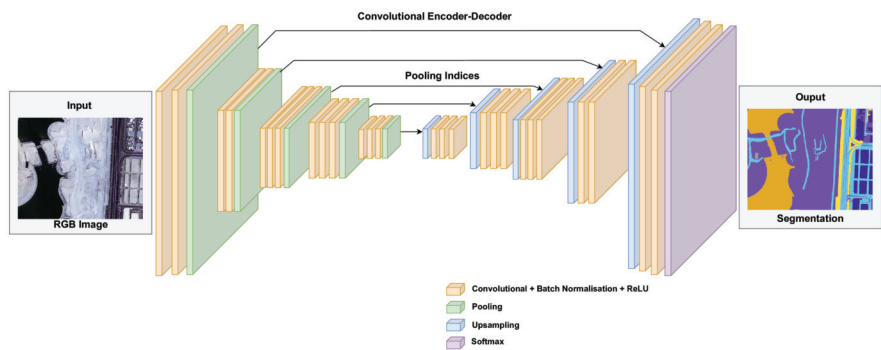 Convolutional Encoder-Decoder
Pooling Indices
Input
RGB Image
Ouput
Segmentation
Convolutional + Batch Normalisation + ReLU
Pooling
Upsampling
Softmax